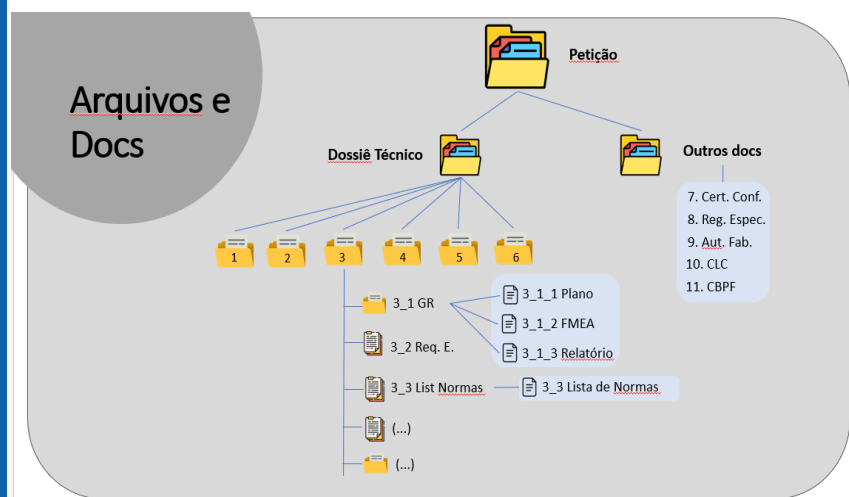 Arquivos e
Docs
Petição
Dossiê Técnico
Outros docs
7. Cert. Conf.
8. Reg. Espec.
9. Aut. Fab.
10. CLC
11. CBPF
1
2
3
4
5
6
3_1 GR
3_1_1 Plano
3_1_2 FMEA
3_1_3 Relatório
3_2 Req. E.
3_3 List Normas
3_3 Lista de Normas
(...)
(...)